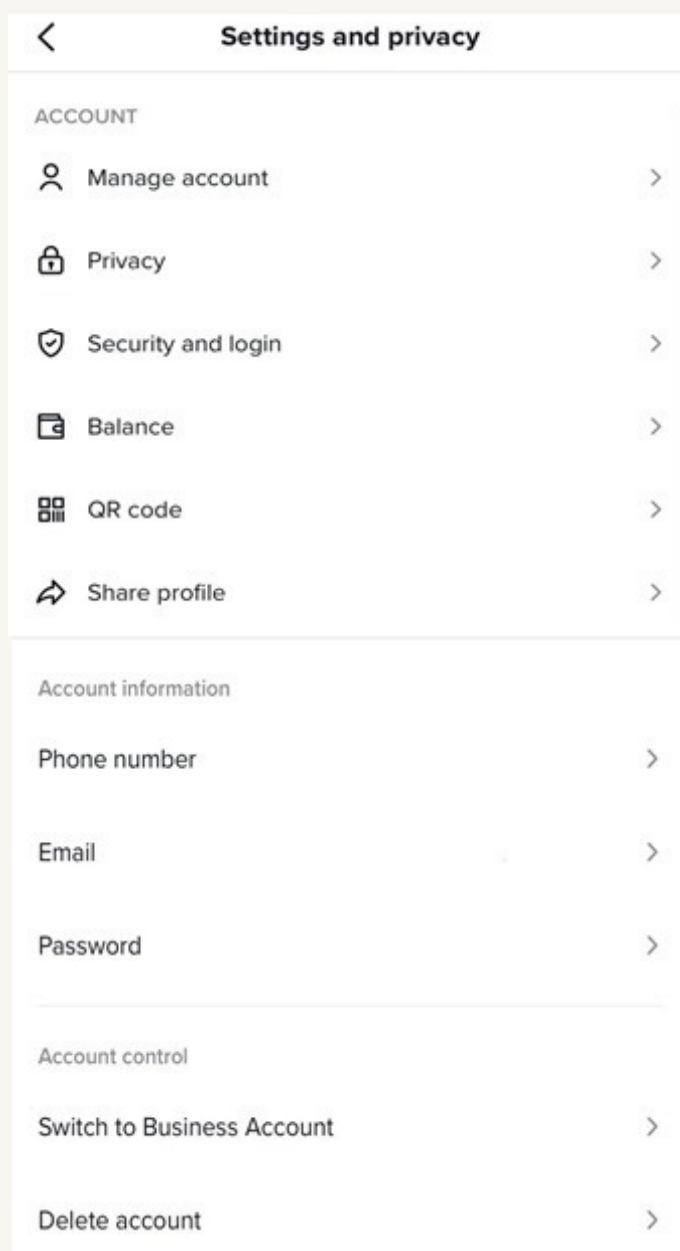 Settings and privacy
ACCOUNT
Manage account
Privacy
Security and login
Balance
QR code
Share profile
Account information
Phone number
Email
Password
Account control
Switch to Business Account
Delete account